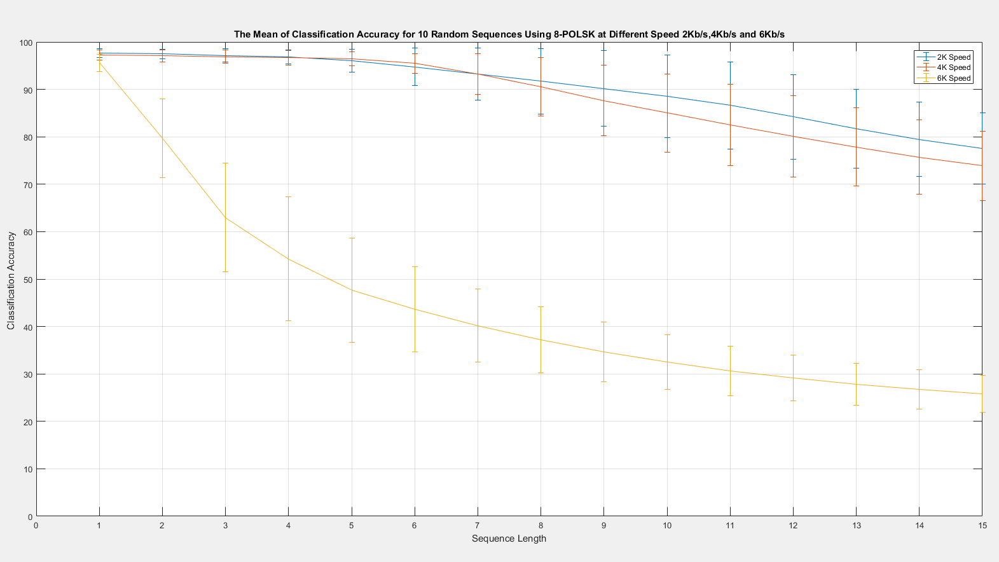 The Mean of Classification Accuracy for 10 Random Sequences Using 8-POLSK at Different Speed 2Kb/s,4Kb/s and 6Kb/s
2K Speed
4K Speed
6K Speed
Classification Accuracy
100
90
80
70
60
50
40
30
20
10
0
0 1 2 3 4 5 6 7 8 9 10 11 12 13 14 15
Sequence Length